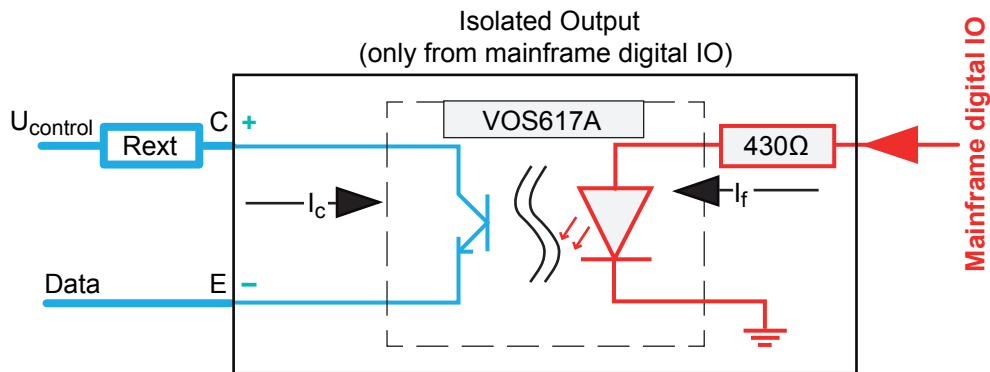 Isolated Output
(only from mainframe digital IO)
Ucontrol
Rext
C
+
VOS617A
430Ω
Mainframe digital IO
Ic
If
Data
E
−